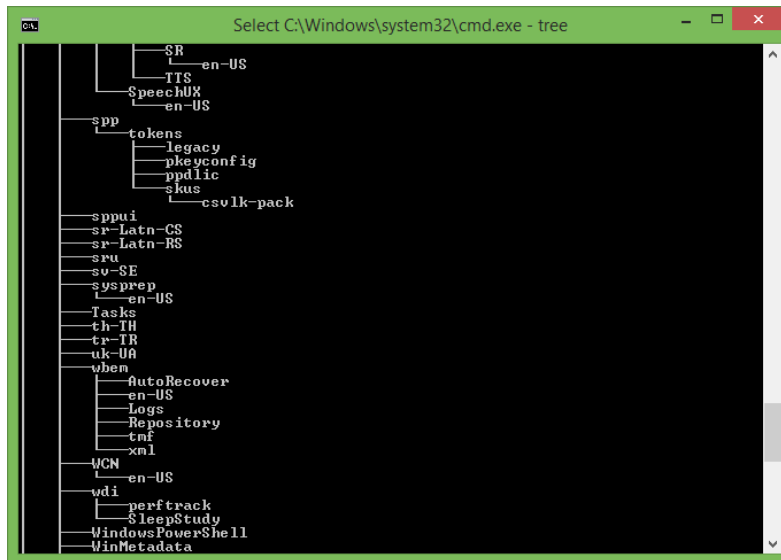 Select C:\Windows\system32\cmd.exe - tree
SR
en-US
TTS
SpeechUX
en-US
spp
tokens
legacy
pkeyconfig
ppdlic
skus
csvlk-pack
sppui
sr-Latn-CS
sr-Latn-RS
sru
sv-SE
sysprep
en-US
Tasks
th-TH
tr-TR
uk-UA
wbem
AutoRecover
en-US
Logs
Repository
tmf
xml
WCN
en-US
wdi
perftrack
SleepStudy
WindowsPowerShell
WinMetadata